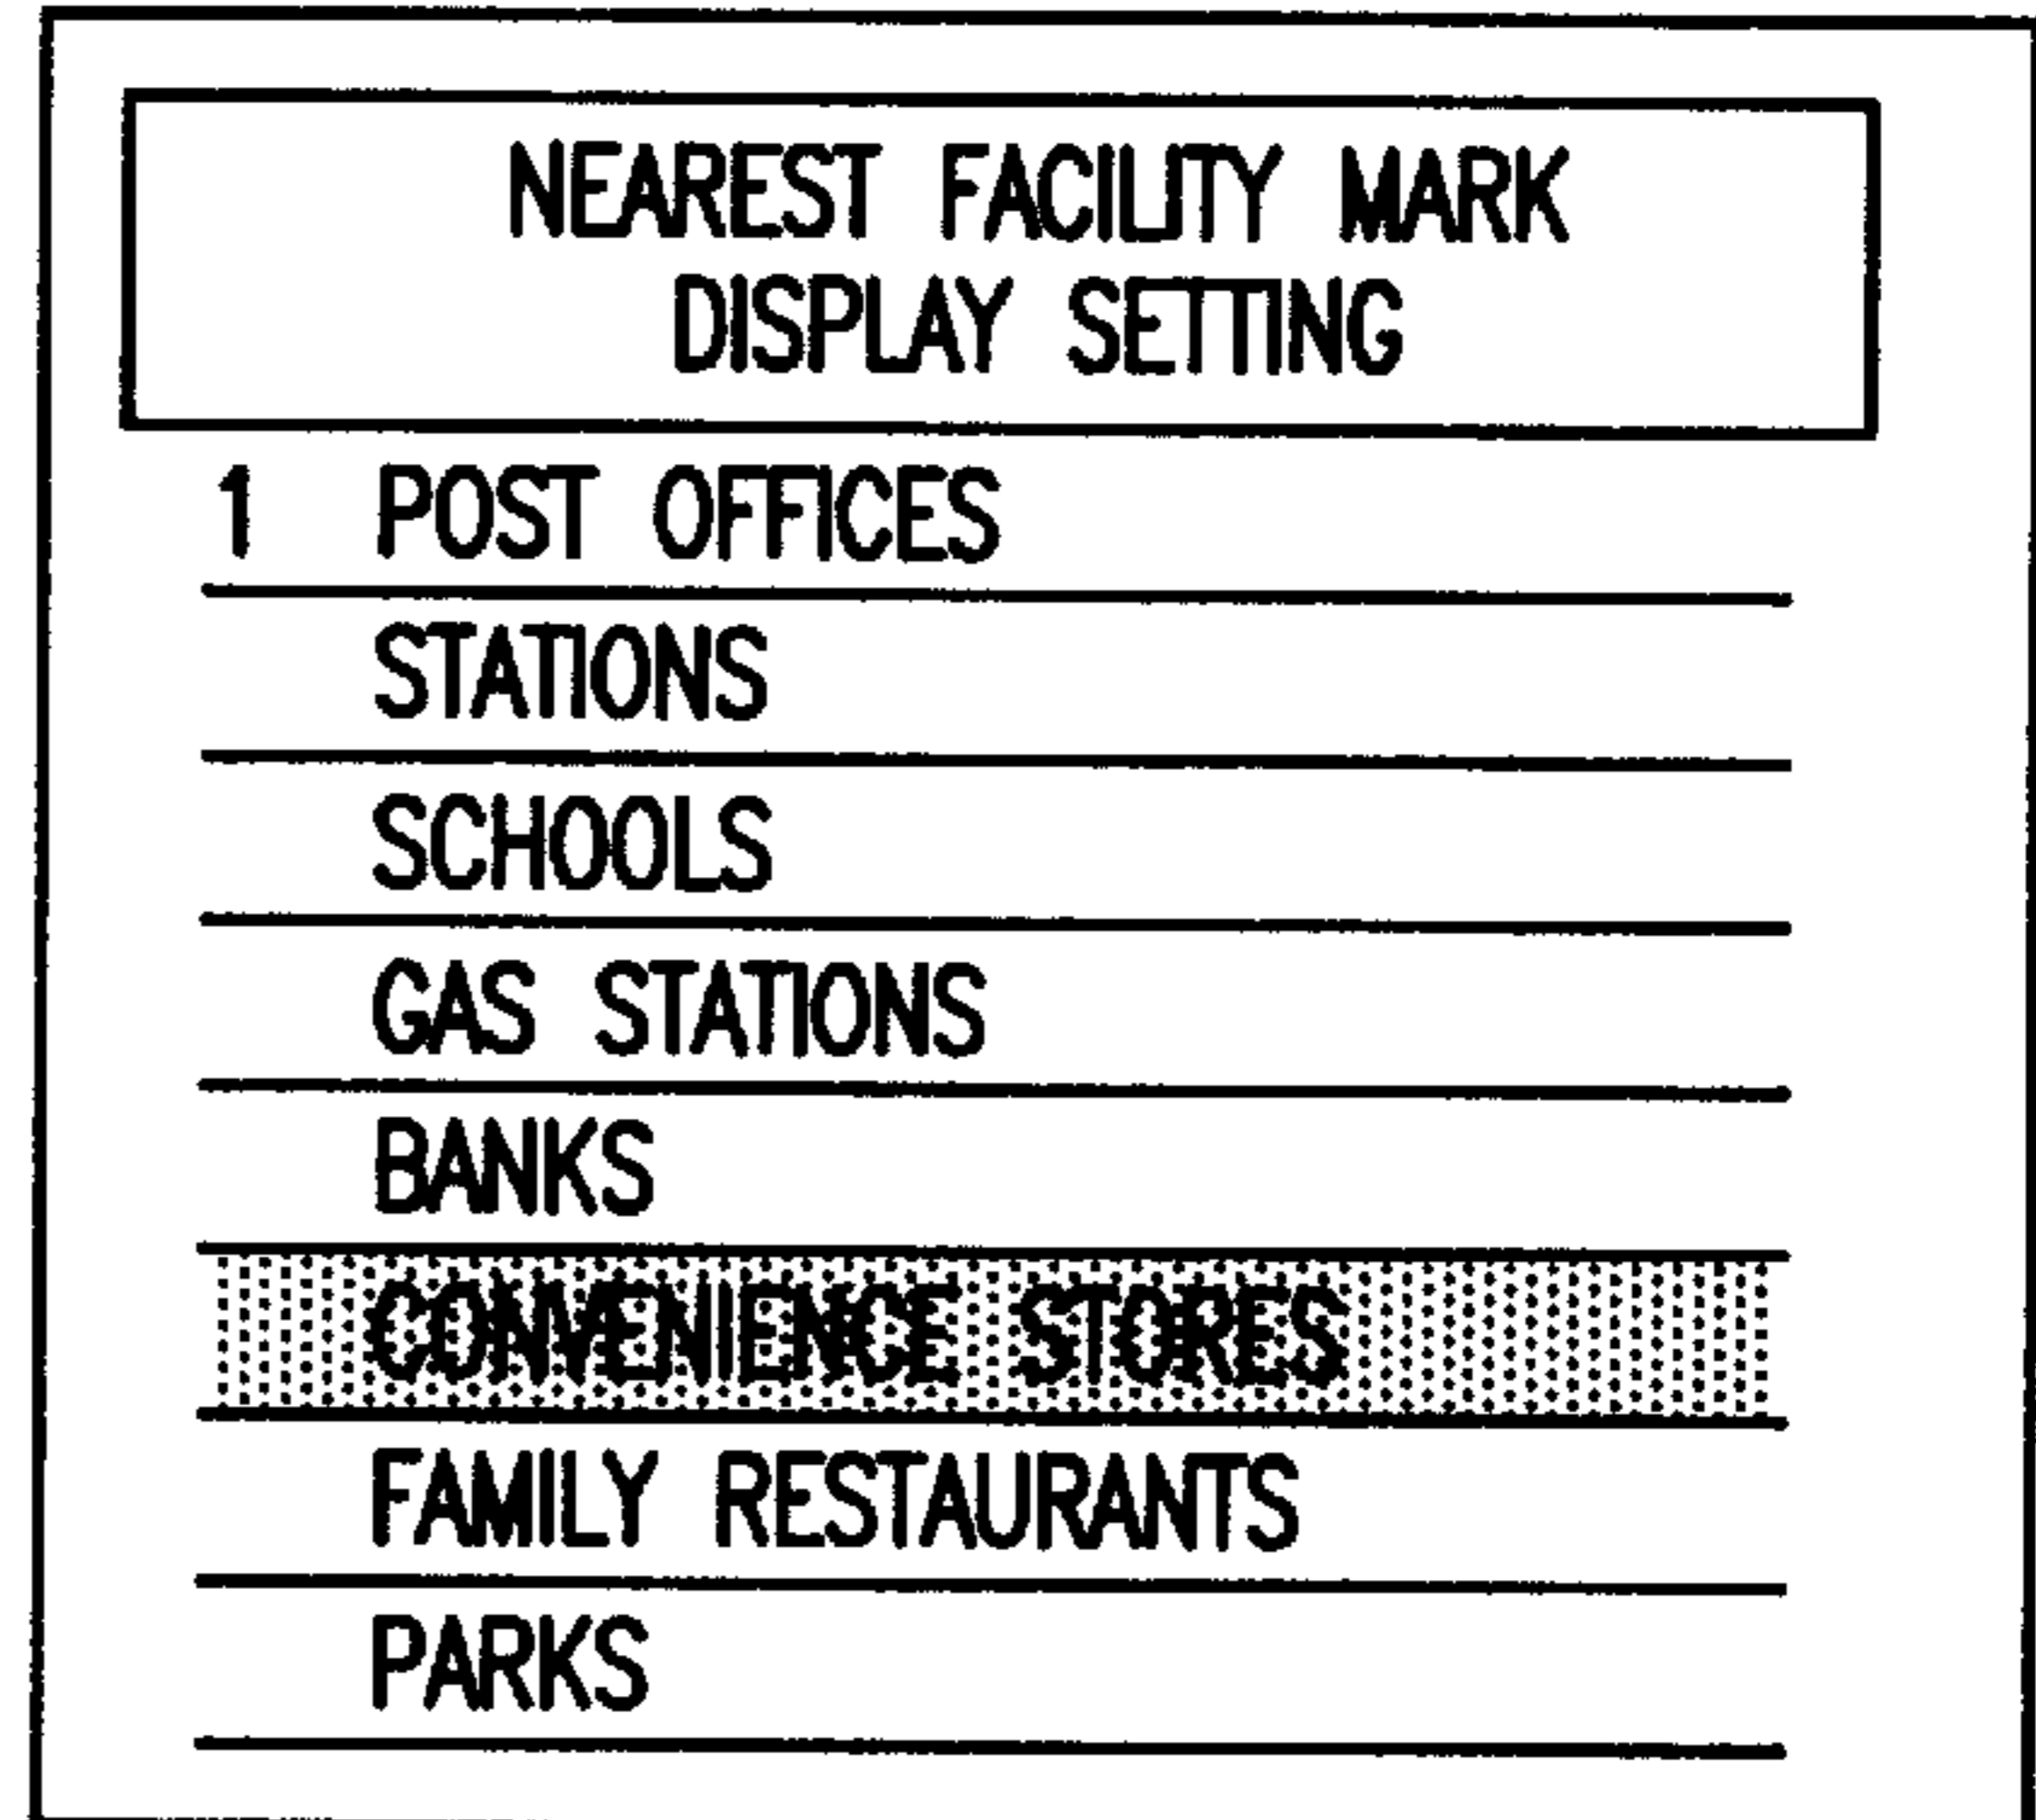 NEAREST FACILITY MARK
DISPLAY SETTING
1 POST OFFICES
STATIONS
SCHOOLS
GAS STATIONS
BANKS
CONVENIENCE STORES
FAMILY RESTAURANTS
PARKS